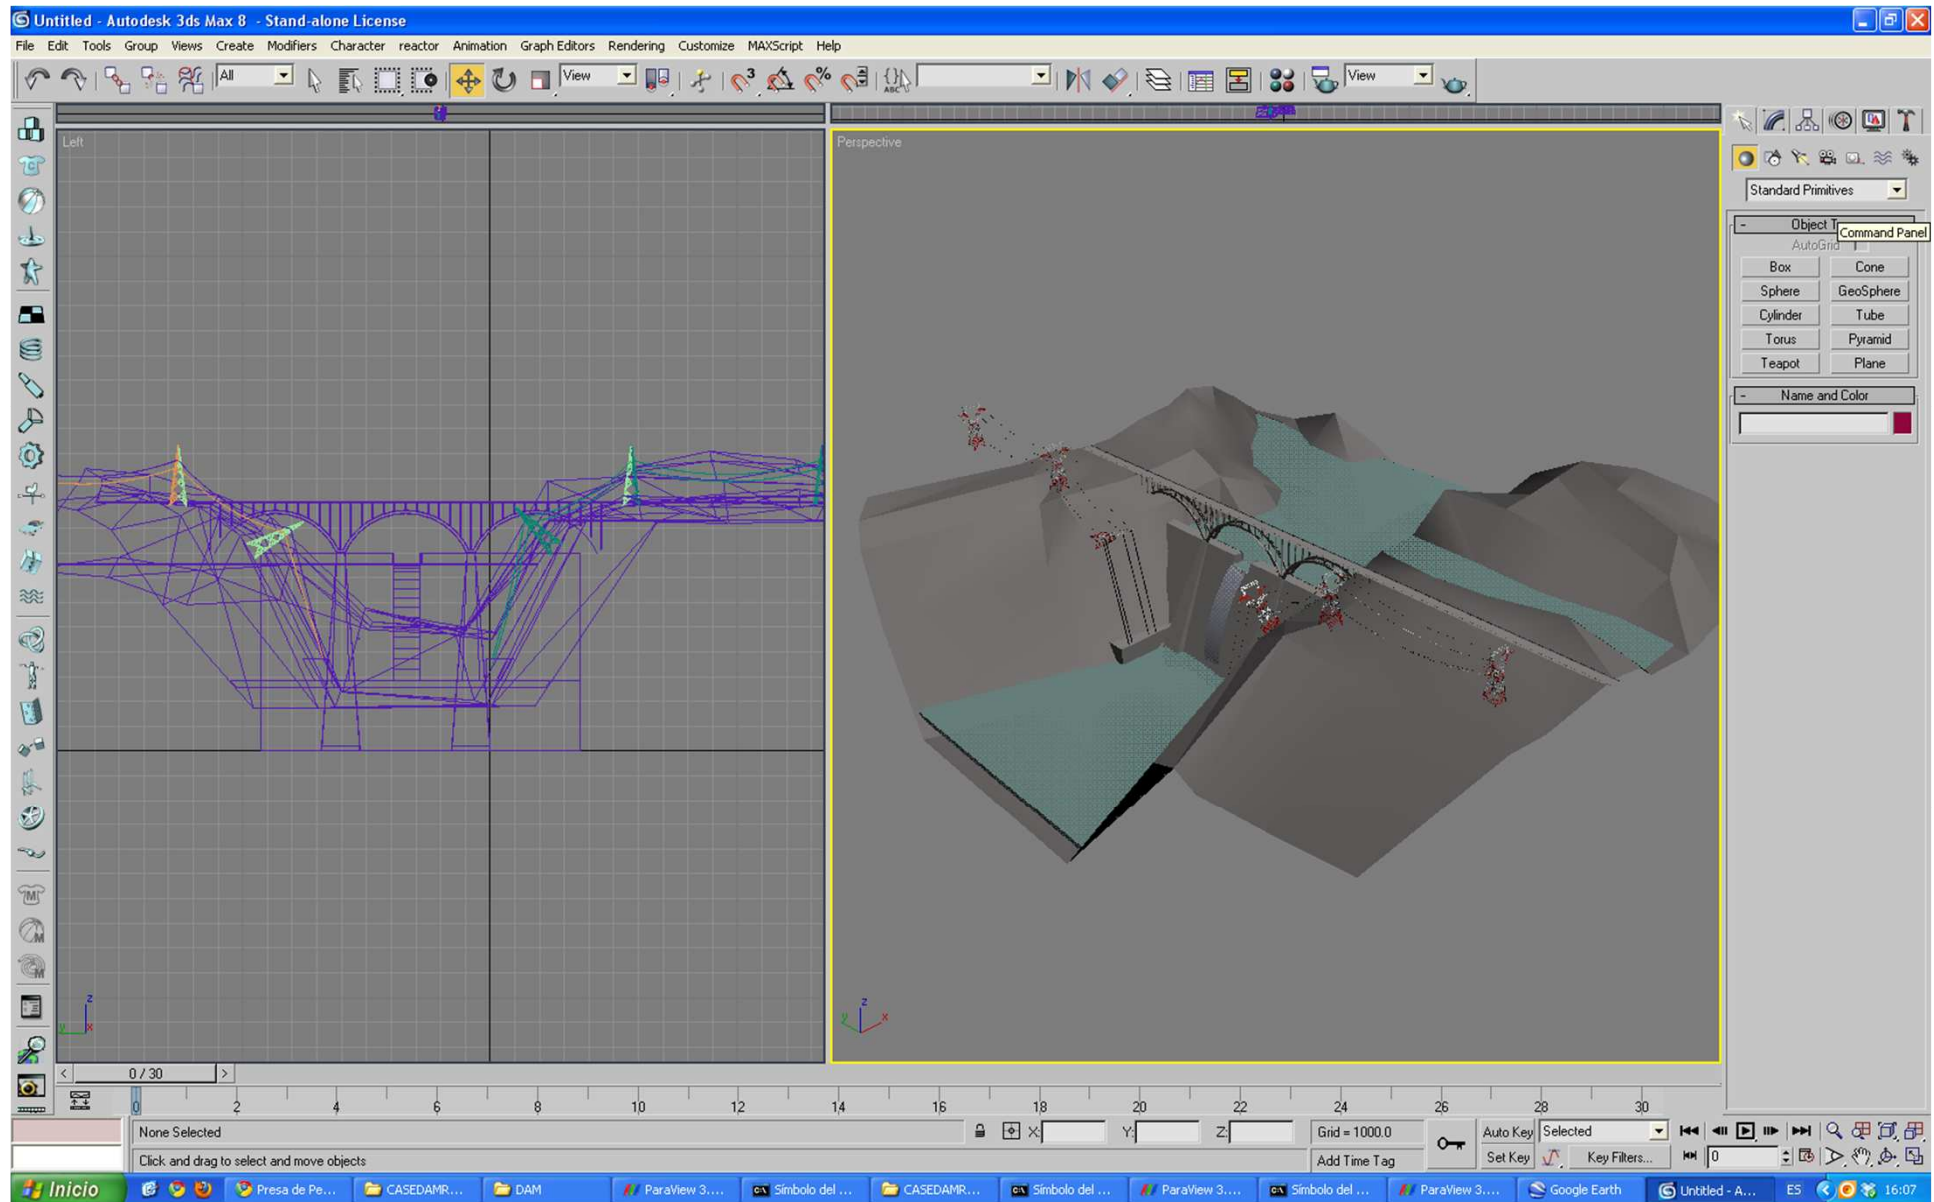 Untitled - Autodesk 3ds Max 8 - Stand-alone License
File Edit Tools Group Views Create Modifiers Character reactor Animation Graph Editors Rendering Customize MAXScript Help
All View View
Left
Perspective
Standard Primitives
Object T
Command Panel
AutoGrid
Box Cone
Sphere GeoSphere
Cylinder Tube
Torus Pyramid
Teapot Plane
Name and Color
z
y x
z
y x
0 / 30
0 2 4 6 8 10 12 14 16 18 20 22 24 26 28 30
None Selected X: Y: Z: Grid = 1000.0 Auto Key Selected
Click and drag to select and move objects Add Time Tag Set Key Key Filters... 0
Inicio Presa de Pe... CASEDAMR... DAM ParaView 3.... Símbolo del ... CASEDAMR... Símbolo del ... ParaView 3.... Símbolo del ... ParaView 3.... Google Earth Untitled - A... ES 16:07